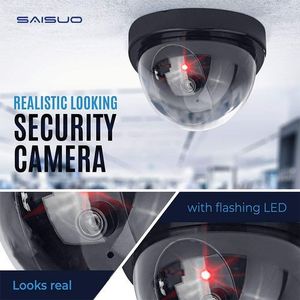 SAISUO
REALISTIC LOOKING
SECURITY
CAMERA
with flashing LED
Looks real